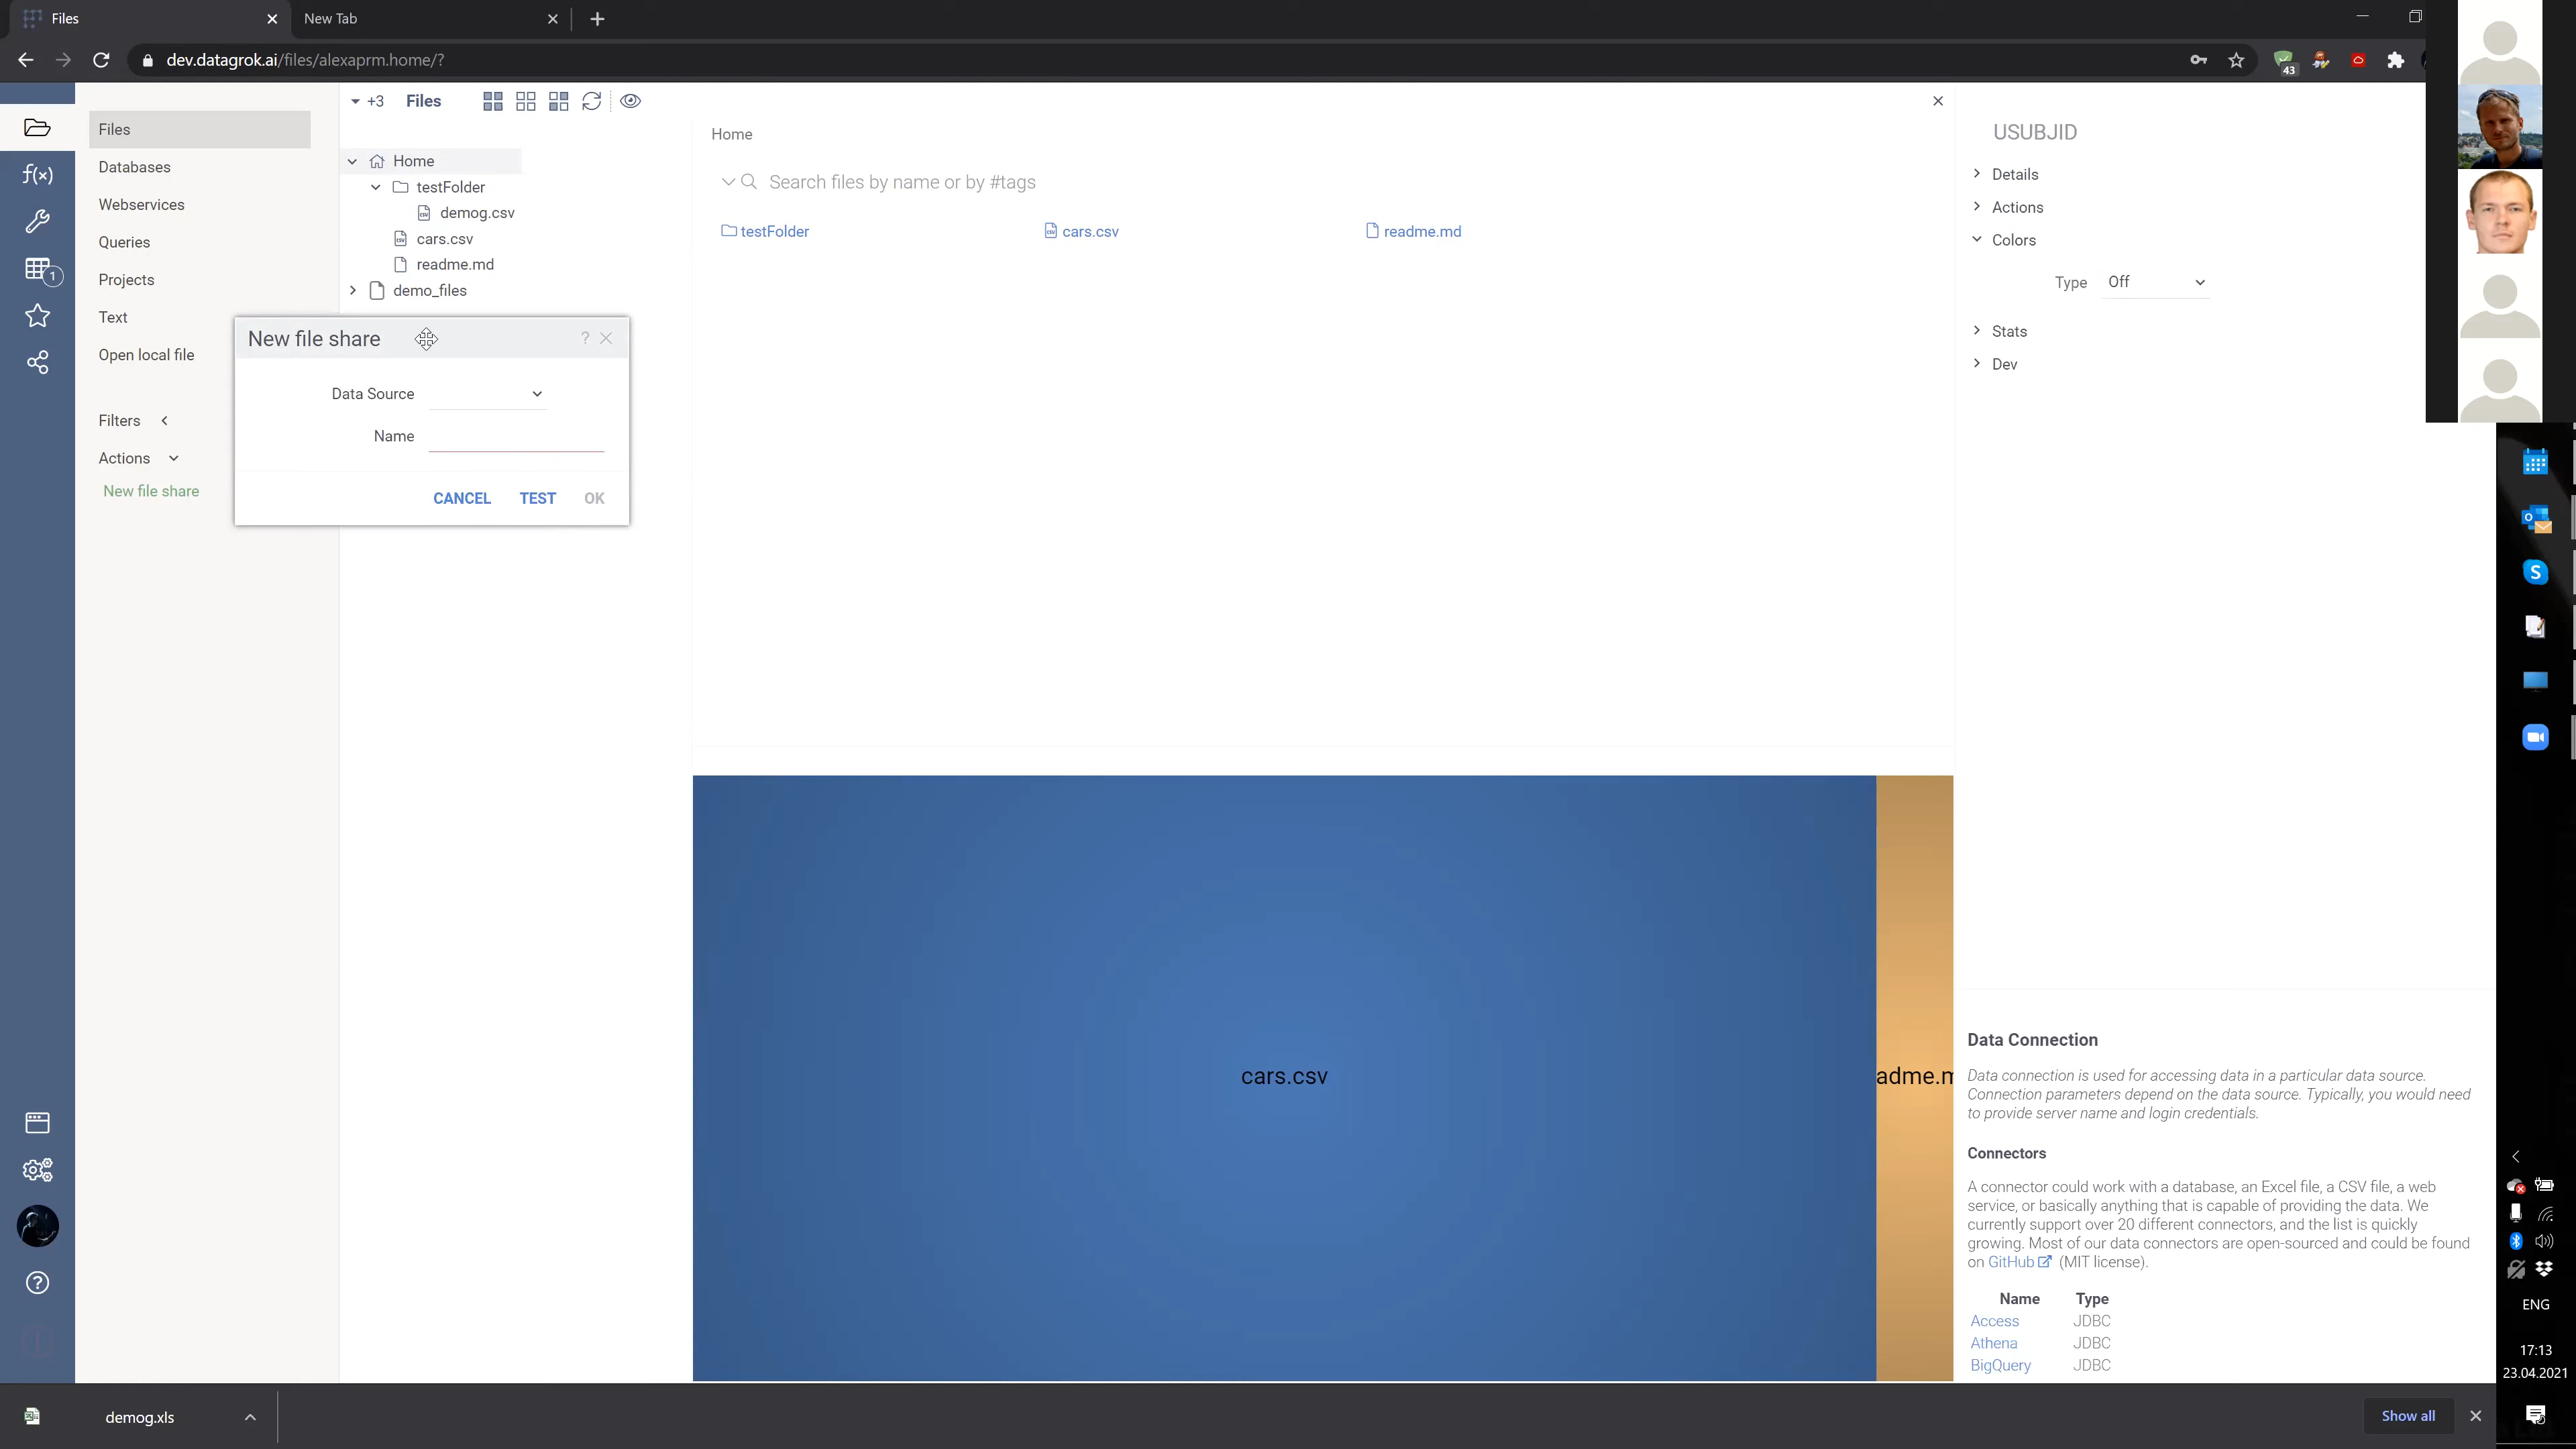 Files
New Tab
dev.datagrok.ai/files/alexaprm.home/?
43
Files
Databases
Webservices
Queries
Projects
Text
Open local file
Filters
Actions
New file share
1
+3 Files
Home
testFolder
demog.csv
cars.csv
readme.md
demo_files
New file share ?
Data Source
Name
CANCEL TEST OK
Home
Search files by name or by #tags
testFolder cars.csv readme.md
cars.csv
adme.m
USUBJID
Details
Actions
Colors
Type Off
Stats
Dev
Data Connection
Data connection is used for accessing data in a particular data source.
Connection parameters depend on the data source. Typically, you would need
to provide server name and login credentials.
Connectors
A connector could work with a database, an Excel file, a CSV file, a web
service, or basically anything that is capable of providing the data. We
currently support over 20 different connectors, and the list is quickly
growing. Most of our data connectors are open-sourced and could be found
on GitHub (MIT license).
Name Type
Access JDBC
Athena JDBC
BigQuery JDBC
ENG
17:13
23.04.2021
demog.xls
Show all